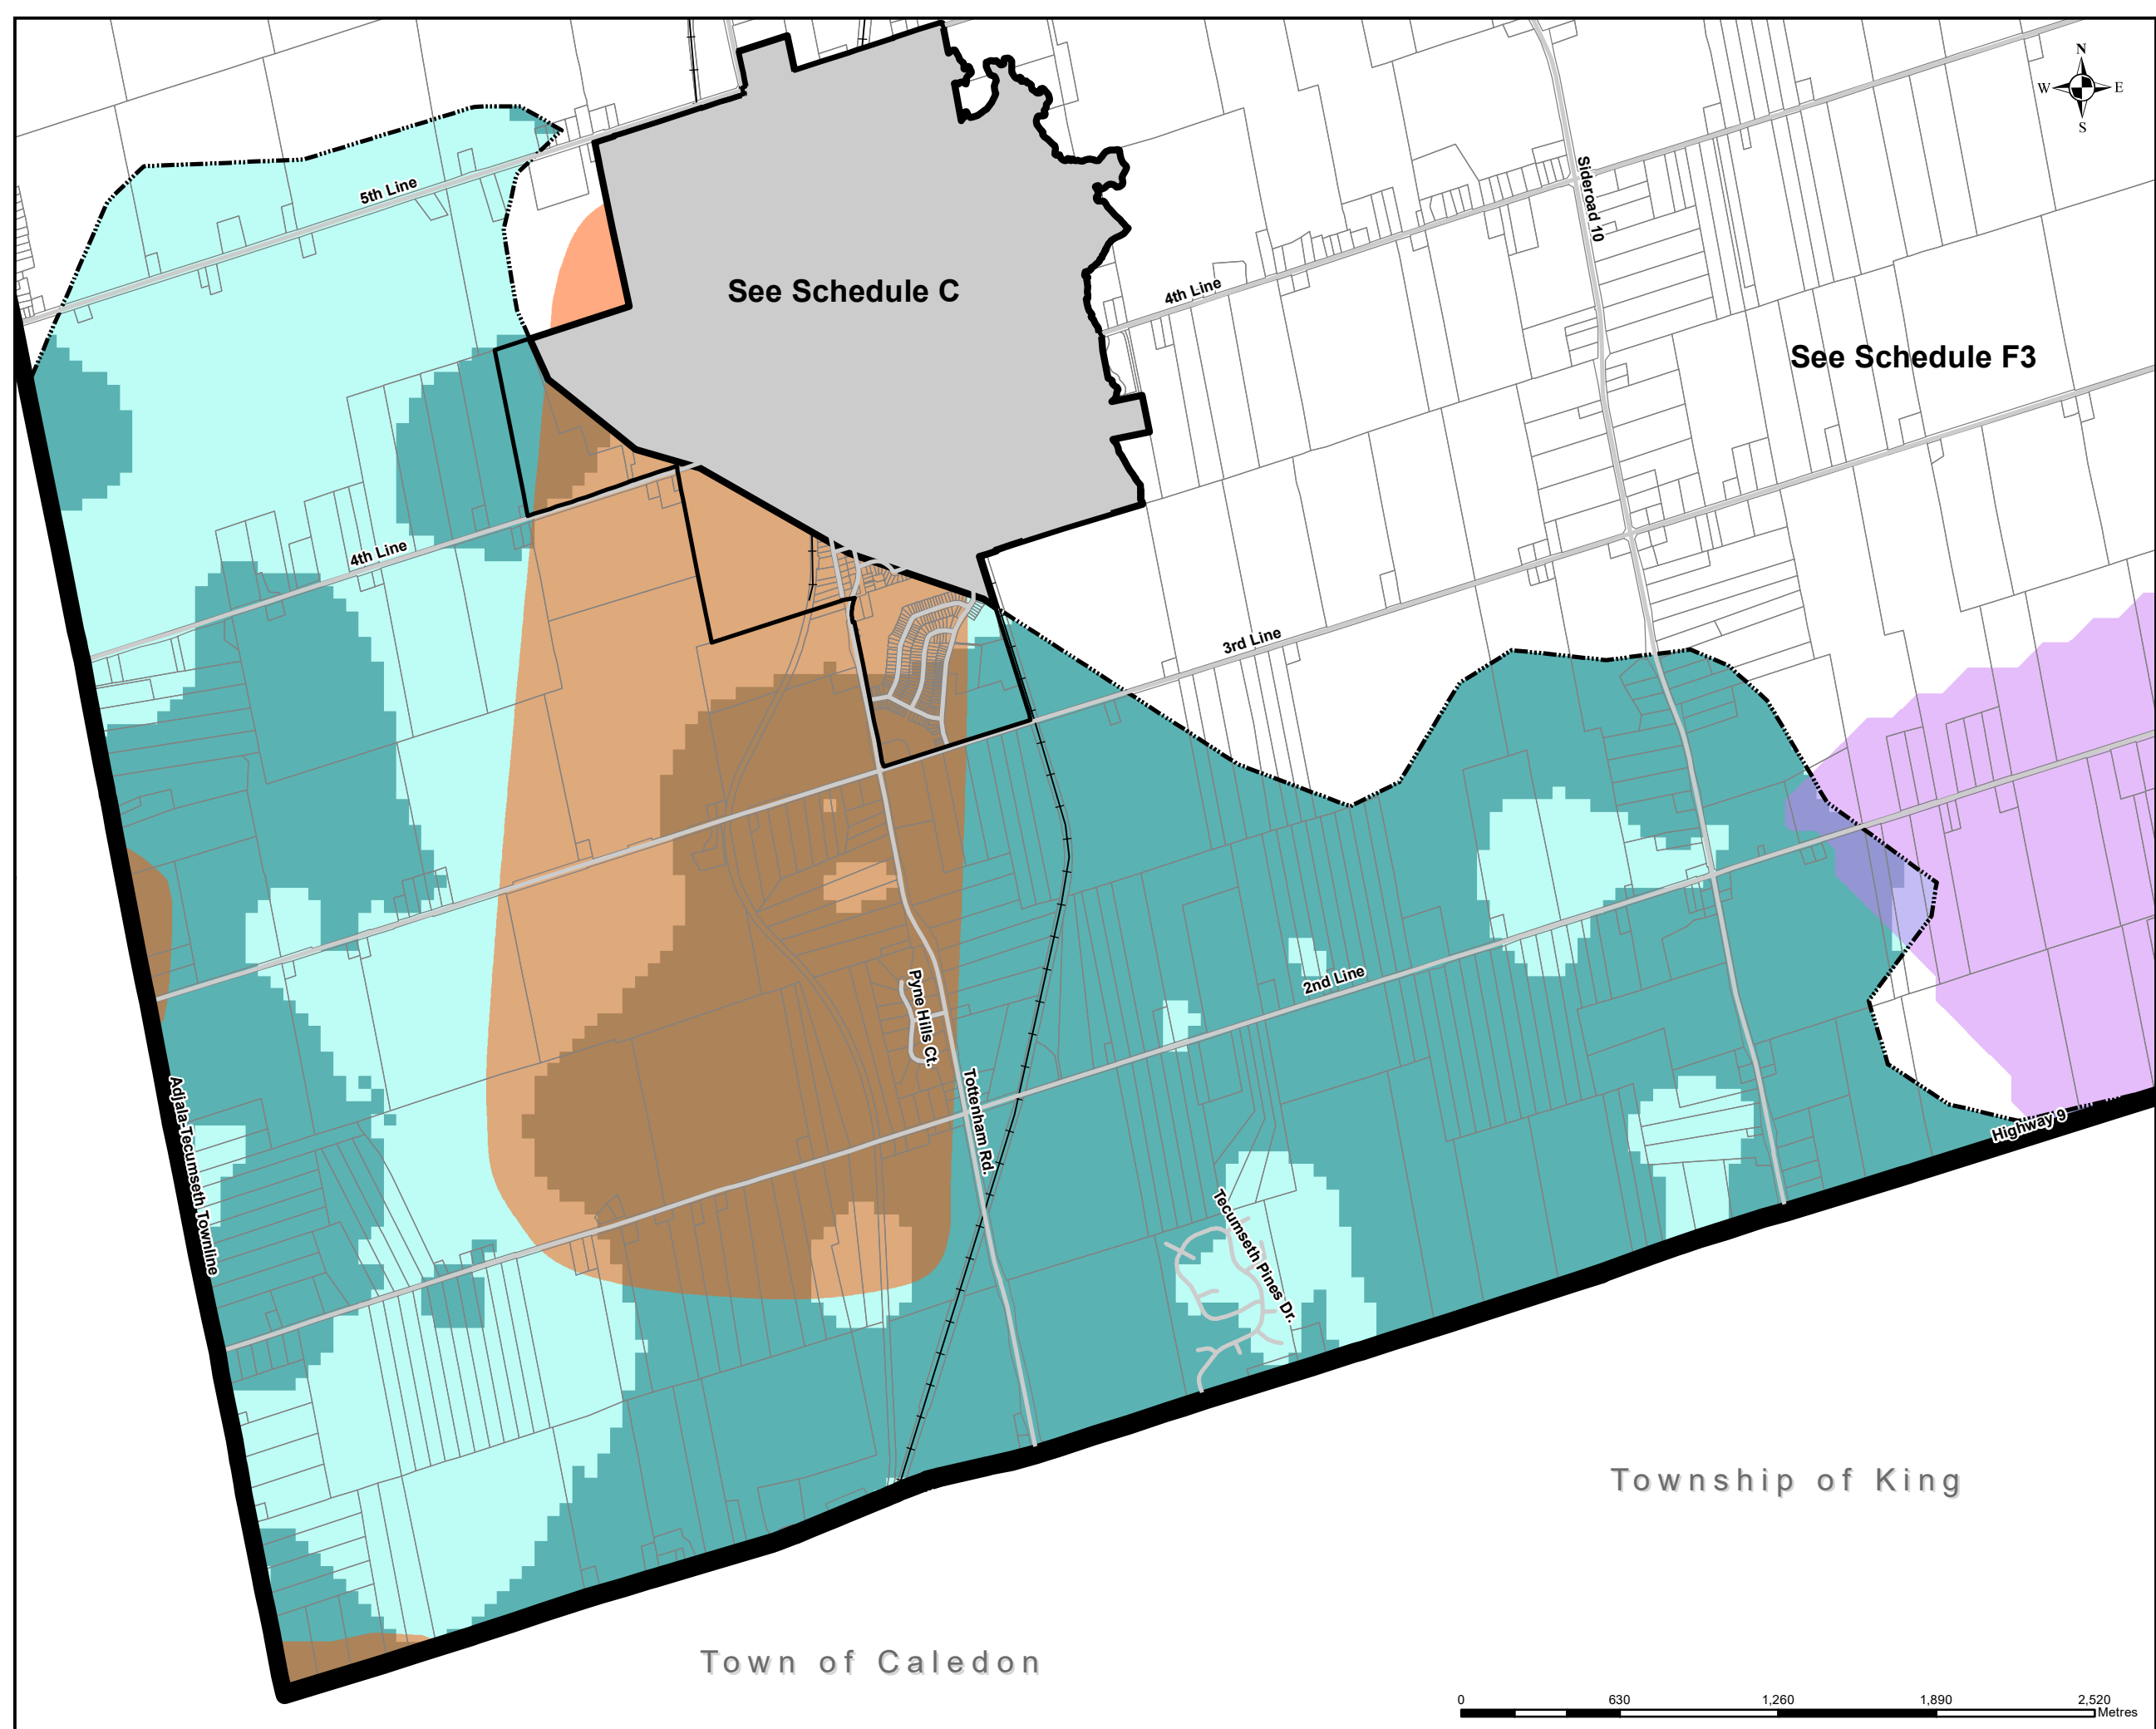 N
W E
S
5th Line
Sideroad 10
See Schedule C
4th Line
See Schedule F3
4th Line
3rd Line
Pyne Hills Ct.
2nd Line
Tottenham Rd.
Adjala-Tecumseth Townline
Highway 9
Tecumseth Pines Dr.
Township of King
Town of Caledon
0 630 1,260 1,890 2,520
Metres